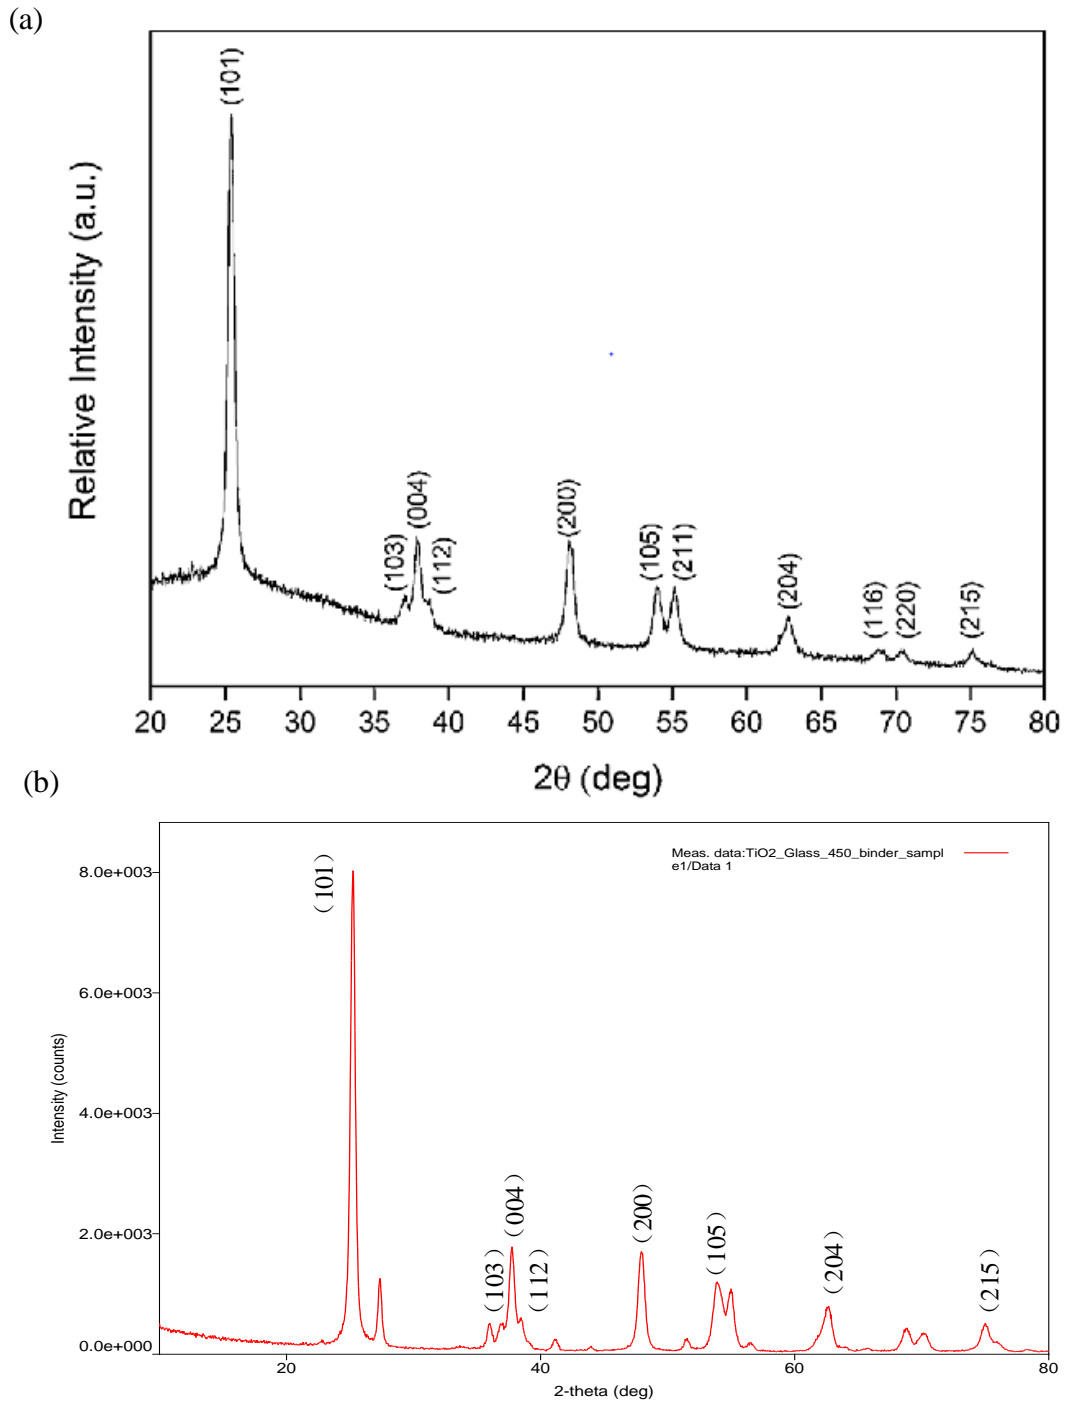 (a)
(101)
(103)
(004)
(112)
(200)
(105)
(211)
(204)
(116)
(220)
(215)
Relative Intensity (a.u.)
20 25 30 35 40 45 50 55 60 65 70 75 80
2θ (deg)
(b)
Meas. data:TiO2_Glass_450_binder_sampl
e1/Data 1
(101)
(103)
(004)
(112)
(200)
(105)
(204)
(215)
8.0e+003
6.0e+003
4.0e+003
2.0e+003
0.0e+000
Intensity (counts)
20 40 60 80
2-theta (deg)